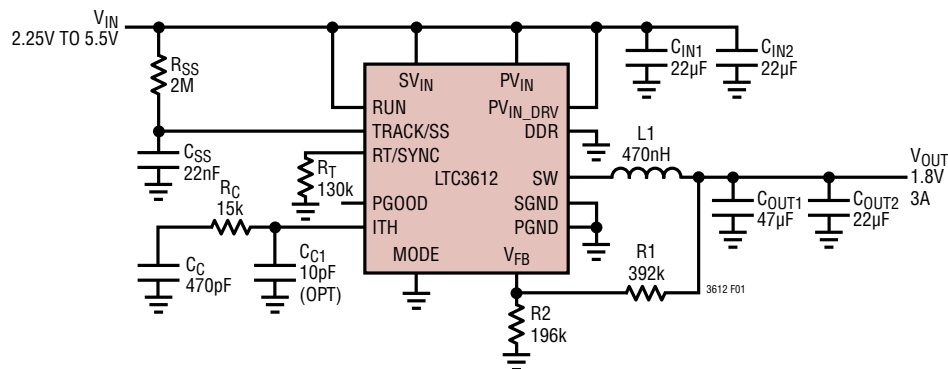 VIN
2.25V TO 5.5V
RSS
2M
CSS
22nF
RC
15k
CC
470pF
CC1
10pF
(OPT)
RT
130k
SVIN
PVIN
RUN
TRACK/SS
RT/SYNC
PGOOD
ITH
MODE
LTC3612
PVIN_DRV
DDR
SW
SGND
PGND
VFB
CIN1
22µF
CIN2
22µF
L1
470nH
VOUT
1.8V
3A
COUT1
47µF
COUT2
22µF
R1
392k
R2
196k
3612 F01